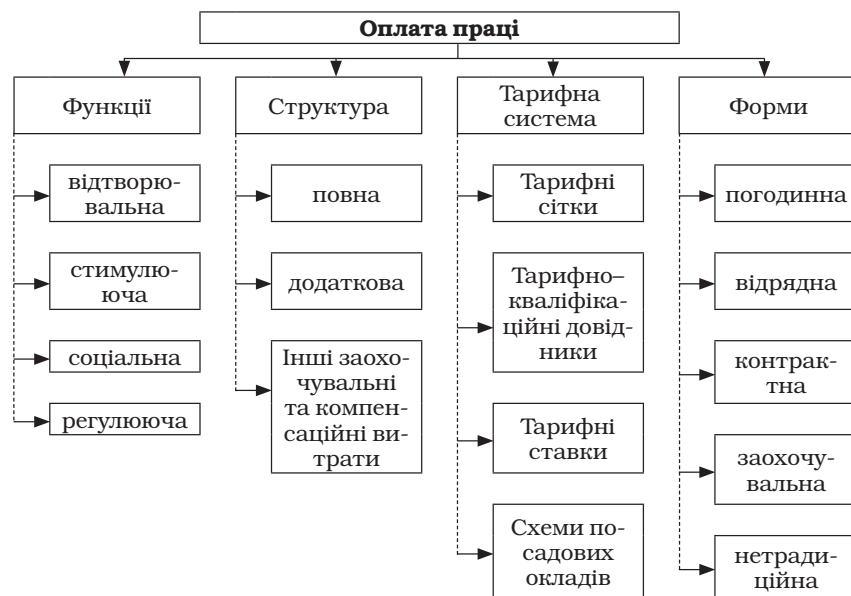 Оплата праці
Функції
відтворю-
вальна
стимулю-
юча
соціальна
регулююча
Структура
повна
додаткова
Інші заохо-
чувальні
та компен-
саційні ви-
трати
Тарифна
система
Тарифні
сітки
Тарифно–
кваліфіка-
ційні довід-
ники
Тарифні
ставки
Схеми по-
садових
окладів
Форми
погодинна
відрядна
контрак-
тна
заохочу-
вальна
нетради-
ційна